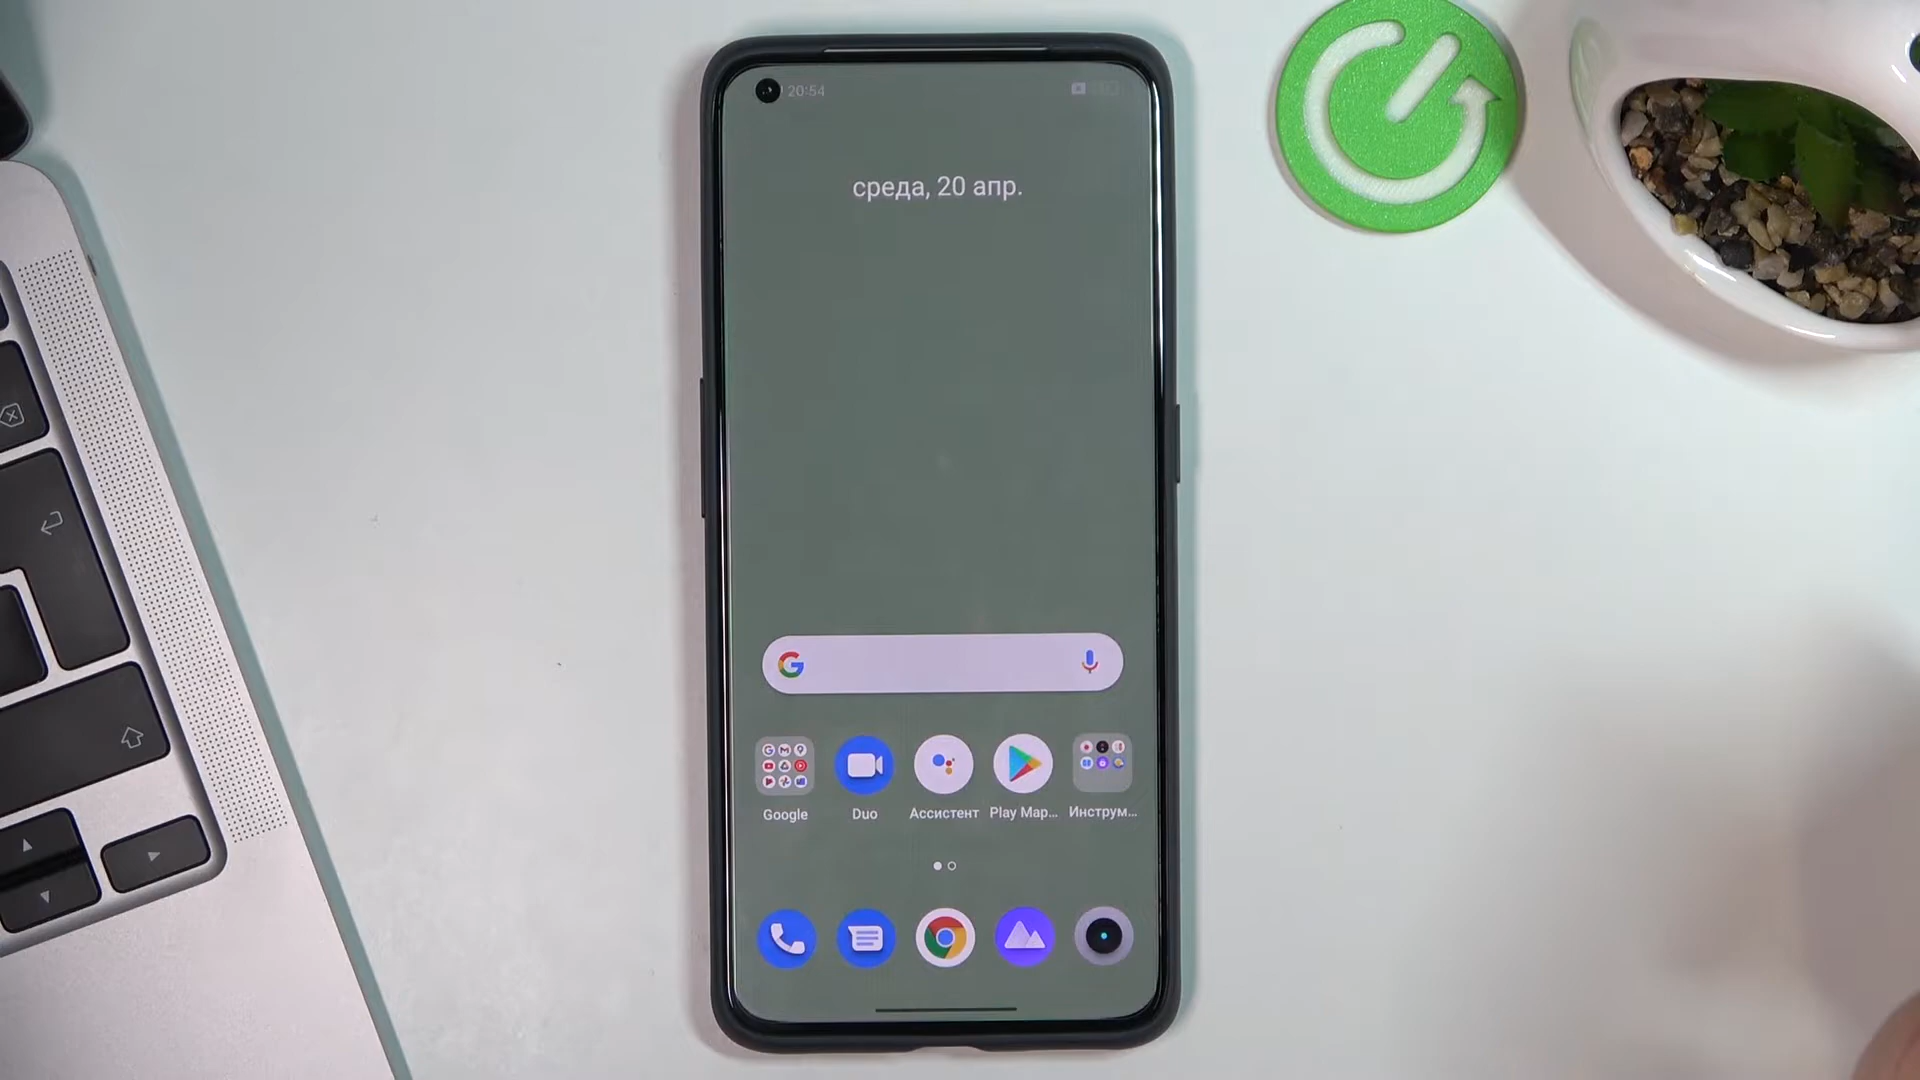 20:54
среда, 20 апр.
Google
Duo
Ассистент
Play Мар...
Инструм...